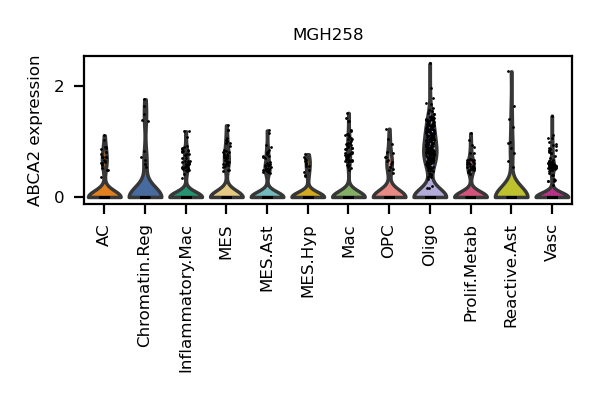 MGH258
ABCA2 expression
2
0
AC
Chromatin.Reg
Inflammatory.Mac
MES
MES.Ast
MES.Hyp
Mac
OPC
Oligo
Prolif.Metab
Reactive.Ast
Vasc